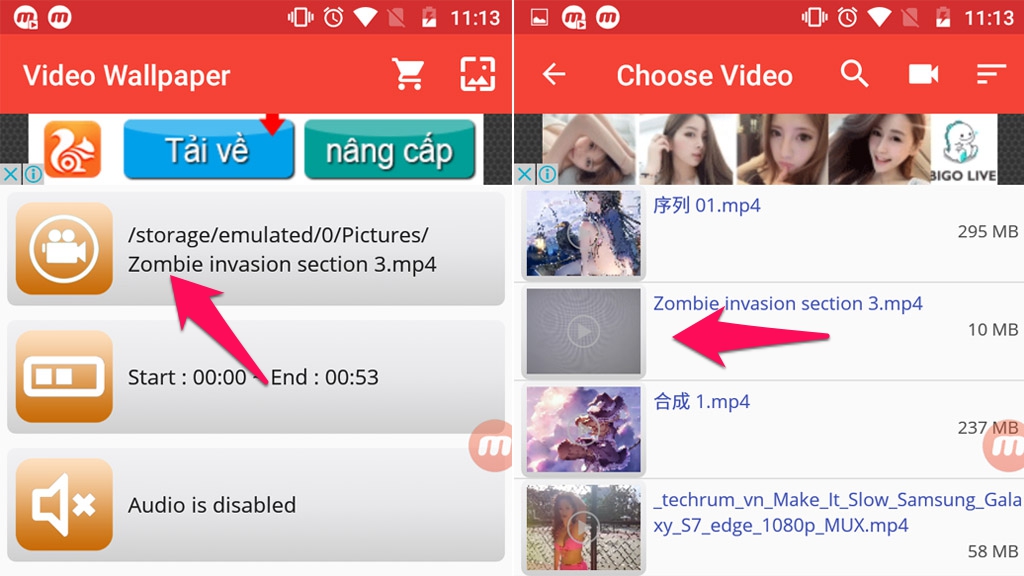 11:13
Video Wallpaper
Tải về
nâng cấp
/storage/emulated/0/Pictures/
Zombie invasion section 3.mp4
Start : 00:00 - End : 00:53
Audio is disabled
11:13
Choose Video
BIGO LIVE
序列 01.mp4
295 MB
Zombie invasion section 3.mp4
10 MB
合成 1.mp4
237 MB
_techrum_vn_Make_It_Slow_Samsung_Gala
xy_S7_edge_1080p_MUX.mp4
58 MB